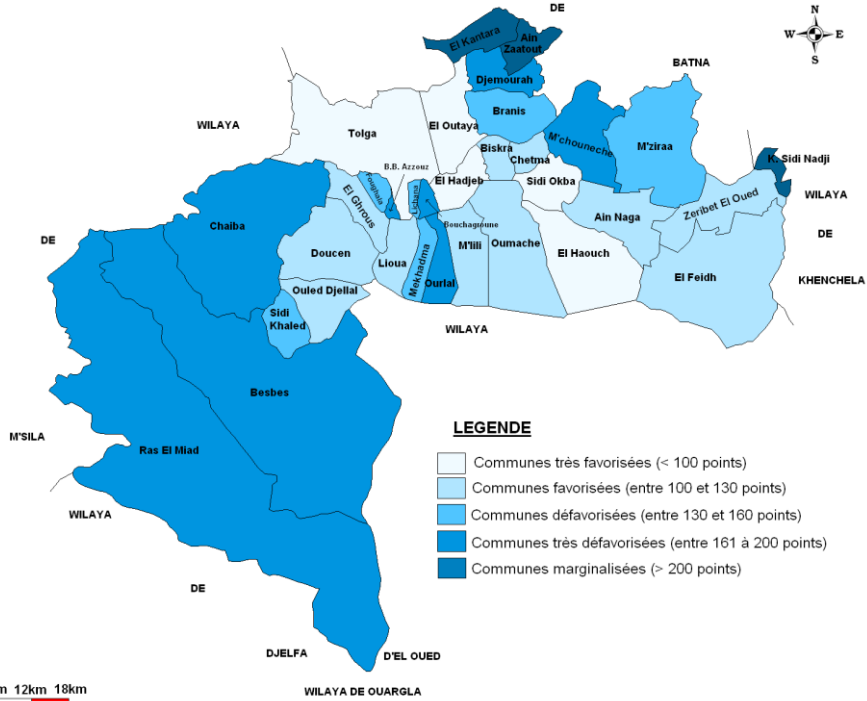 DE
N
W E
S
El Kantara
Ain
Zaatout
BATNA
Djemourah
Branis
WILAYA
Tolga
El Outaya
M'chouneche
M'ziraa
Biskra
Chetma
K. Sidi Nadji
B.B. Azzouz
El Hadjeb
Sidi Okba
WILAYA
Foughala
El Ghrous
Lichana
Zeribet El Oued
Chaiba
Bouchagroune
Ain Naga
DE
DE
Doucen
Lioua
Mekhadma
M'lili
Oumache
El Haouch
El Feidh
KHENCHELA
Ouled Djellal
Ourlal
Sidi
Khaled
WILAYA
Besbes
M'SILA
Ras El Miad
WILAYA
DE
DJELFA
D'EL OUED
WILAYA DE OUARGLA
LEGENDE
Communes très favorisées (< 100 points)
Communes favorisées (entre 100 et 130 points)
Communes défavorisées (entre 130 et 160 points)
Communes très défavorisées (entre 161 à 200 points)
Communes marginalisées (> 200 points)
12km 18km